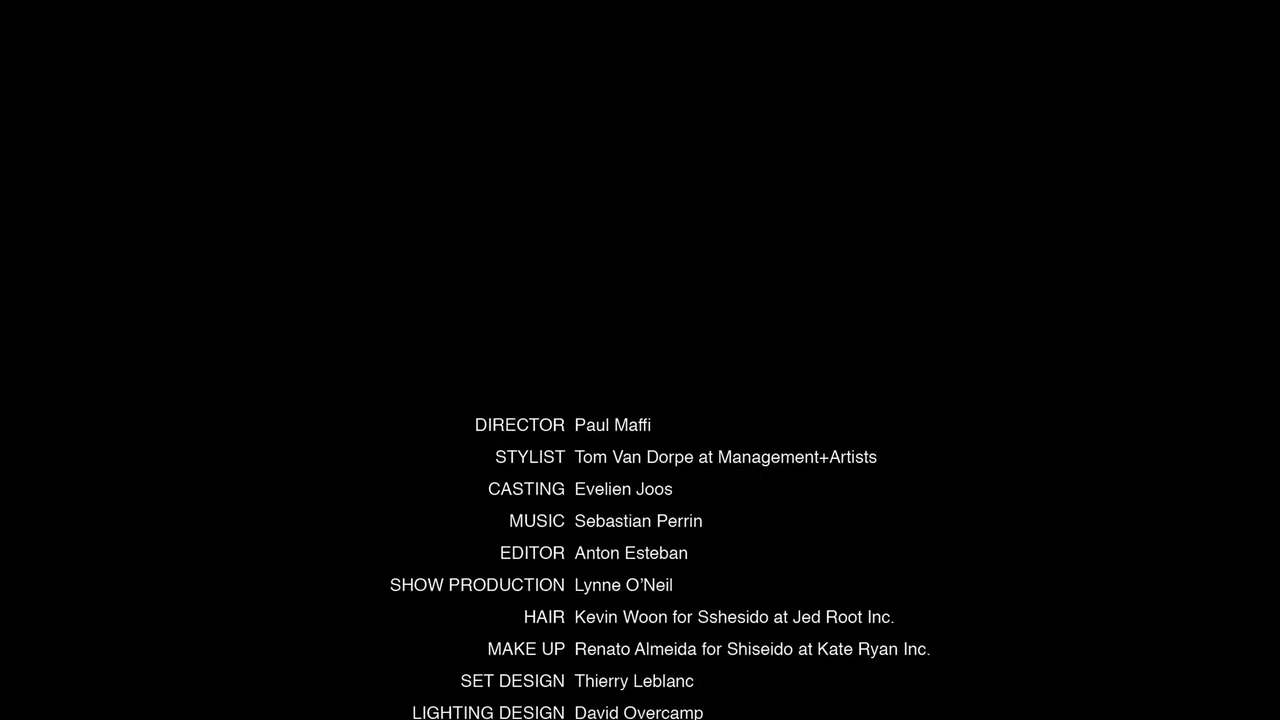 DIRECTOR Paul Maffi
STYLIST Tom Van Dorpe at Management+Artists
CASTING Evelien Joos
MUSIC Sebastian Perrin
EDITOR Anton Esteban
SHOW PRODUCTION Lynne O’Neil
HAIR Kevin Woon for Sshesido at Jed Root Inc.
MAKE UP Renato Almeida for Shiseido at Kate Ryan Inc.
SET DESIGN Thierry Leblanc
LIGHTING DESIGN David Overcamp